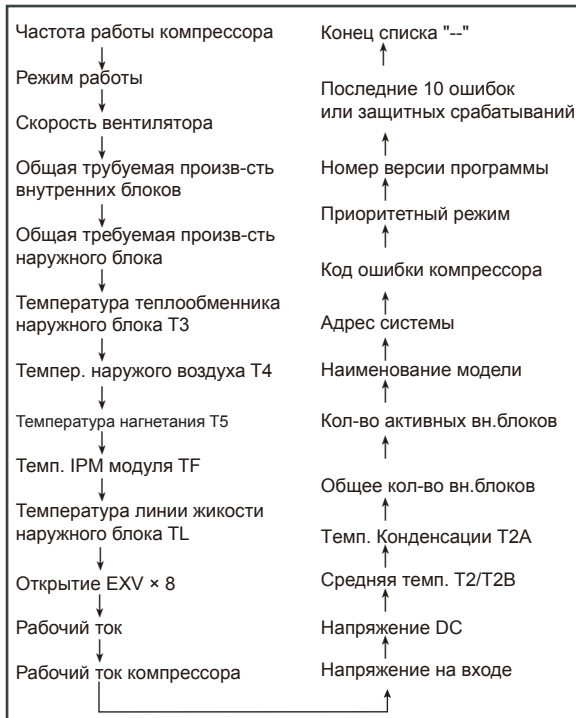 Частота работы компрессора
Режим работы
Скорость вентилятора
Общая трубуемая произв-сть
внутренних блоков
Общая требуемая произв-сть
наружного блока
Температура теплообменника
наружного блока T3
Темпер. наружого воздуха T4
Температура нагнетания T5
Темп. IPM модуля TF
Температура линии жикости
наружного блока TL
Открытие EXV × 8
Рабочий ток
Рабочий ток компрессора
Напряжение на входе
Напряжение DC
Средняя темп. T2/T2B
Темп. Конденсации T2A
Общее кол-во вн.блоков
Кол-во активных вн.блоков
Наименование модели
Адрес системы
Код ошибки компрессора
Приоритетный режим
Номер версии программы
Последние 10 ошибок
или защитных срабатываний
Конец списка "--"